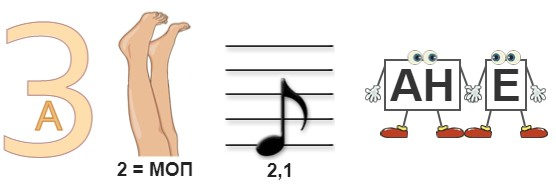 З
А
2 = МОП
2,1
АН Е